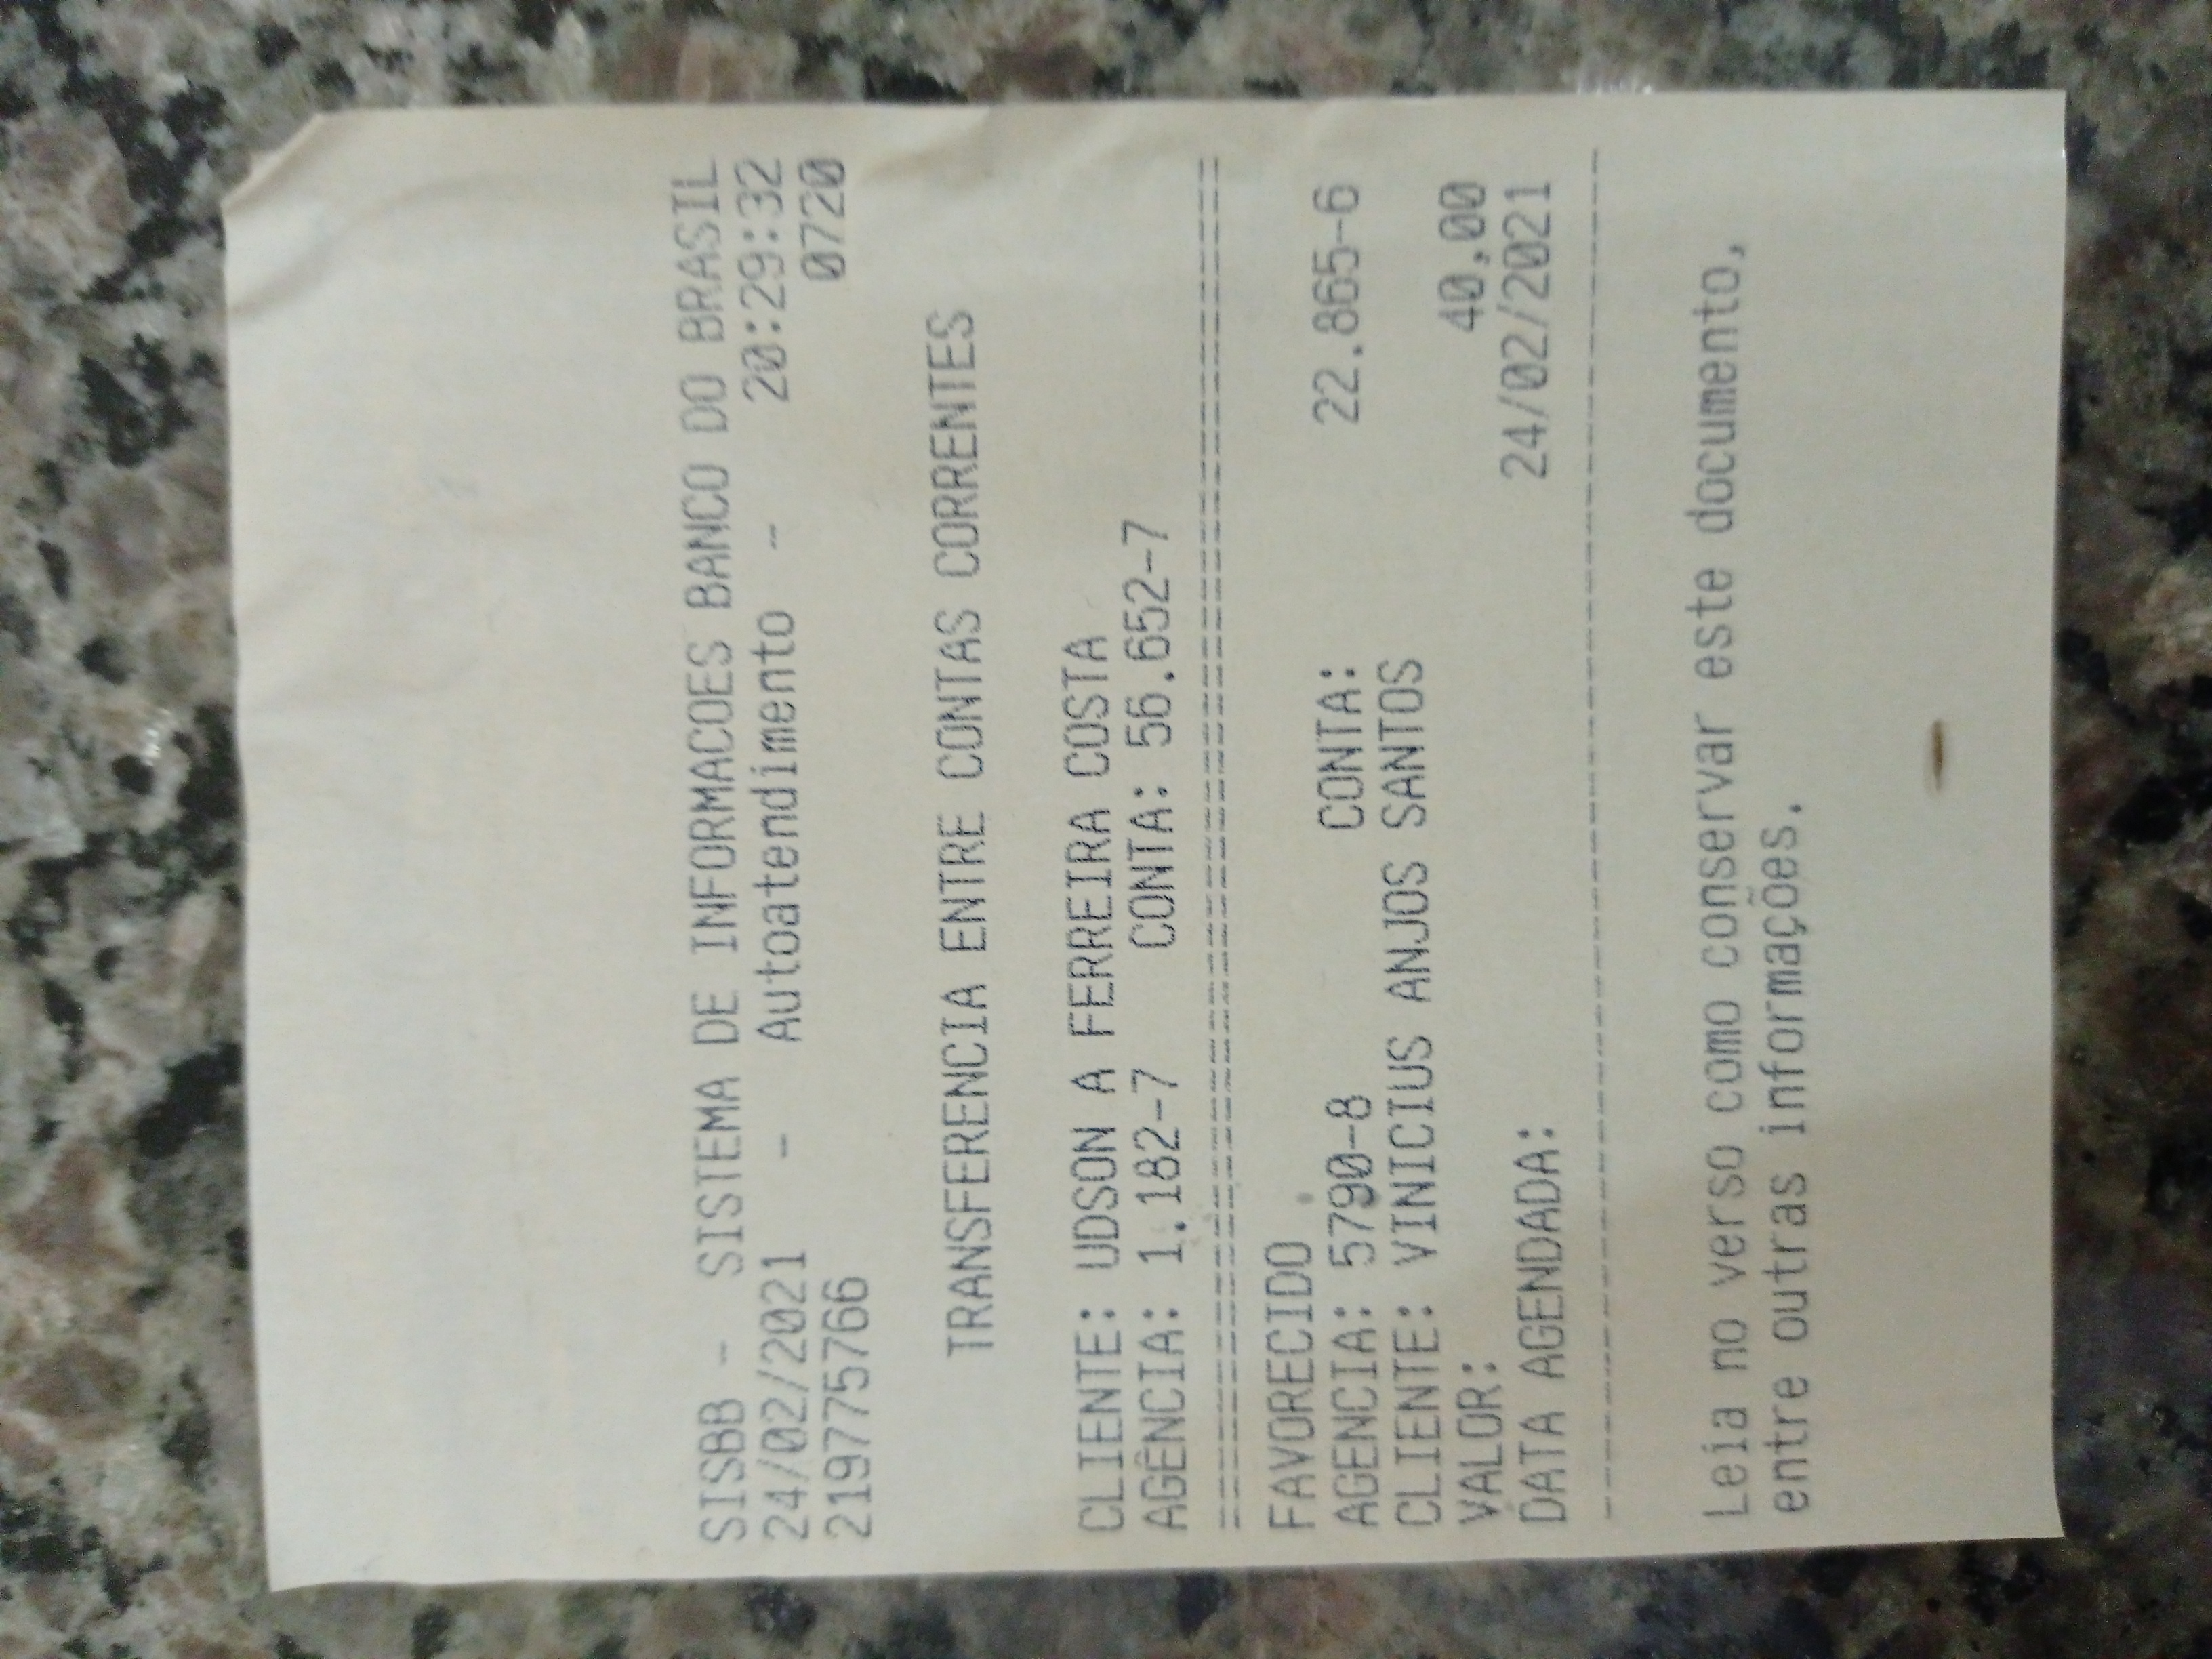 SISBB - SISTEMA DE INFORMACOES BANCO DO BRASIL
24/02/2021 - Autoatendimento - 20:29:32
219775766 0720
TRANSFERENCIA ENTRE CONTAS CORRENTES
CLIENTE: UDSON A FERREIRA COSTA
AGÊNCIA: 1.182-7 CONTA: 56.652-7
FAVORECIDO
AGENCIA: 5790-8 CONTA: 22.865-6
CLIENTE: VINICIUS ANJOS SANTOS
VALOR: 40,00
DATA AGENDADA: 24/02/2021
Leia no verso como conservar este documento,
entre outras informações.